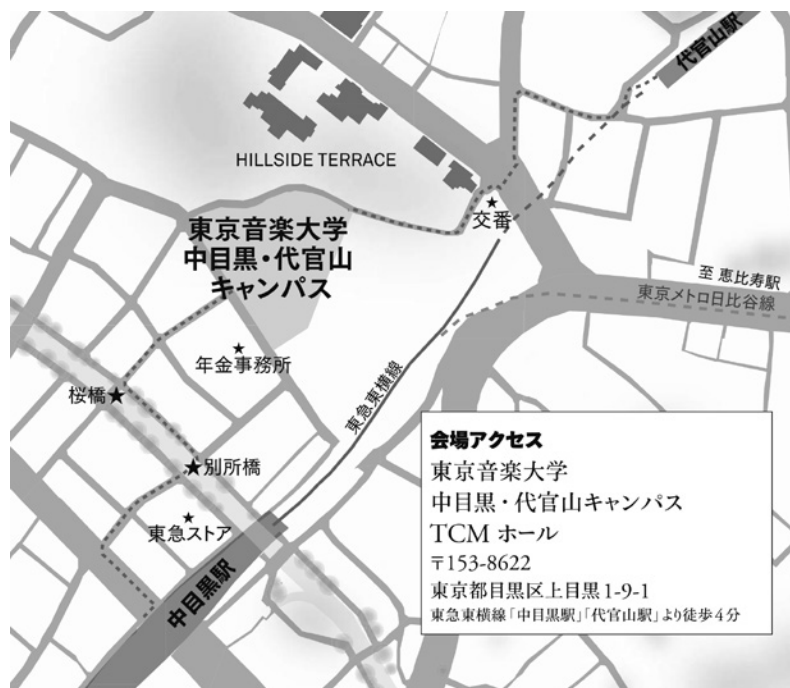 代官山駅
HILLSIDE TERRACE
★
交番
東京音楽大学
中目黒・代官山
キャンパス
至 恵比寿駅
東京メトロ日比谷線
★
年金事務所
桜橋★
東急東横線
★別所橋
★
東急ストア
中目黒駅
会場アクセス
東京音楽大学
中目黒・代官山キャンパス
TCM ホール
〒153-8622
東京都目黒区上目黒 1-9-1
東急東横線「中目黒駅」「代官山駅」より徒歩 4 分